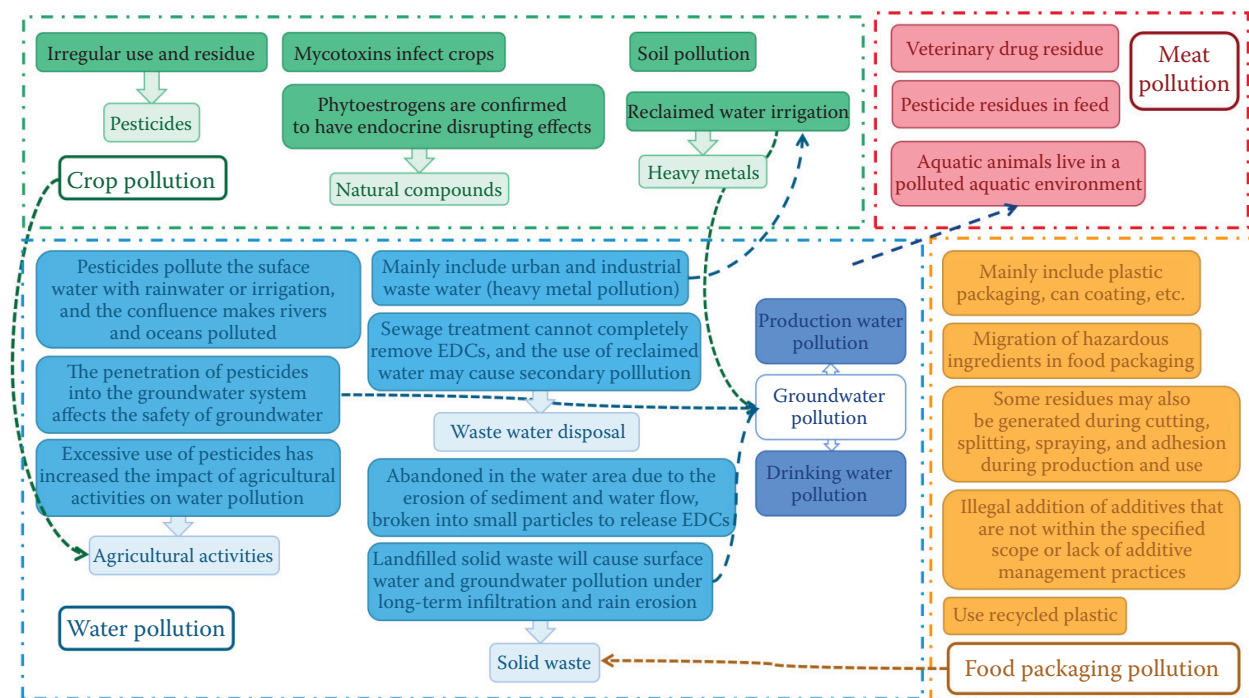 Irregular use and residue
Pesticides
Crop pollution
Mycotoxins infect crops
Phytoestrogens are confirmed
to have endocrine disrupting effects
Natural compounds
Soil pollution
Reclaimed water irrigation
Heavy metals
Veterinary drug residue
Meat
pollution
Pesticide residues in feed
Aquatic animals live in a
polluted aquatic environment
Pesticides pollute the suface
water with rainwater or irrigation,
and the confluence makes rivers
and oceans polluted
The penetration of pesticides
into the groundwater system
affects the safety of groundwater
Excessive use of pesticides has
increased the impact of agricultural
activities on water pollution
Agricultural activities
Water pollution
Mainly include urban and industrial
waste water (heavy metal pollution)
Sewage treatment cannot completely
remove EDCs, and the use of reclaimed
water may cause secondary polllution
Waste water disposal
Abandoned in the water area due to the
erosion of sediment and water flow,
broken into small particles to release EDCs
Landfilled solid waste will cause surface
water and groundwater pollution under
long-term infiltration and rain erosion
Solid waste
Production water
pollution
Groundwater
pollution
Drinking water
pollution
Mainly include plastic
packaging, can coating, etc.
Migration of hazardous
ingredients in food packaging
Some residues may also
be generated during cutting,
splitting, spraying, and adhesion
during production and use
Illegal addition of additives that
are not within the specified
scope or lack of additive
management practices
Use recycled plastic
Food packaging pollution